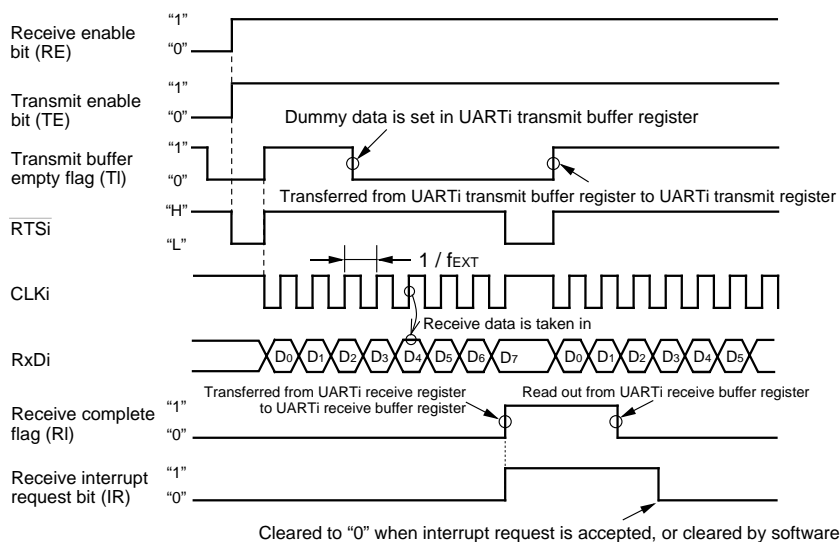 Receive enable
bit (RE)
“1”
“0”
Transmit enable
bit (TE)
“1”
“0”
Dummy data is set in UARTi transmit buffer register
Transmit buffer
empty flag (TI)
“1”
“0”
Transferred from UARTi transmit buffer register to UARTi transmit register
RTSi
“H”
“L”
1 / fEXT
CLKi
Receive data is taken in
RxDi
D0 D1 D2 D3 D4 D5 D6 D7 D0 D1 D2 D3 D4 D5
Transferred from UARTi receive register
to UARTi receive buffer register
Read out from UARTi receive buffer register
Receive complete
flag (RI)
“1”
“0”
Receive interrupt
request bit (IR)
“1”
“0”
Cleared to “0” when interrupt request is accepted, or cleared by software